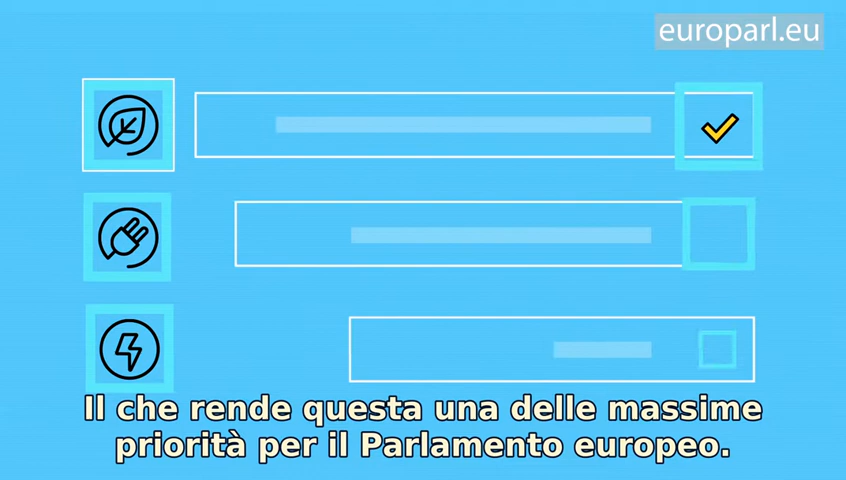 europarl.eu
Il che rende questa una delle massime
priorità per il Parlamento europeo.